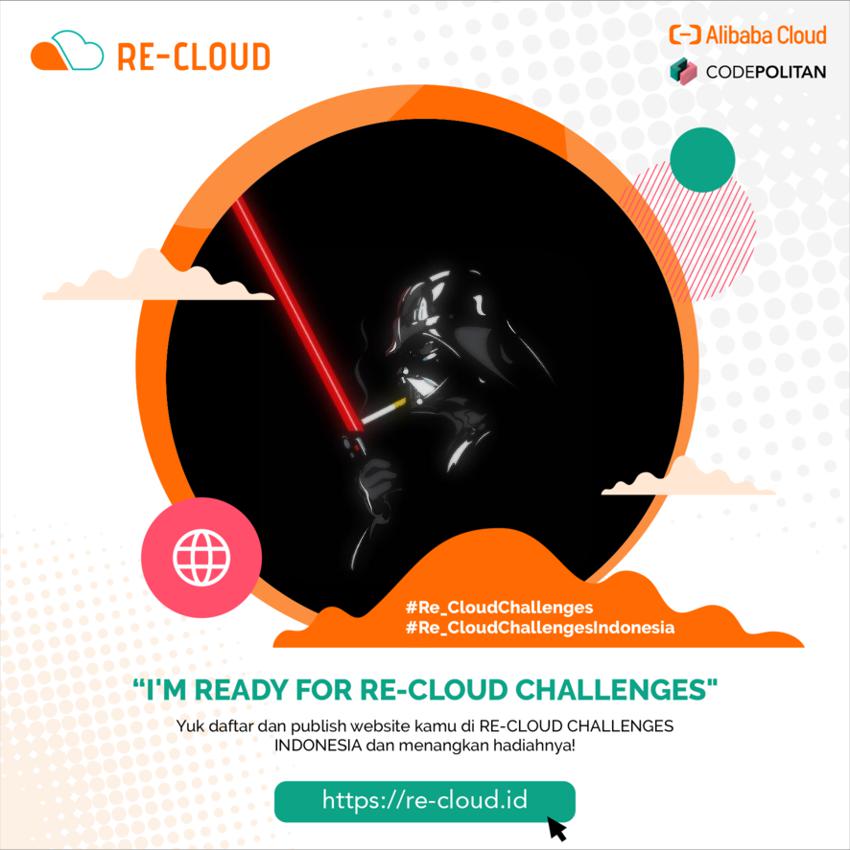 RE-CLOUD
Alibaba Cloud
CODEPOLITAN
#Re_CloudChallenges
#Re_CloudChallengesIndonesia
“I'M READY FOR RE-CLOUD CHALLENGES"
Yuk daftar dan publish website kamu di RE-CLOUD CHALLENGES
INDONESIA dan menangkan hadiahnya!
https://re-cloud.id